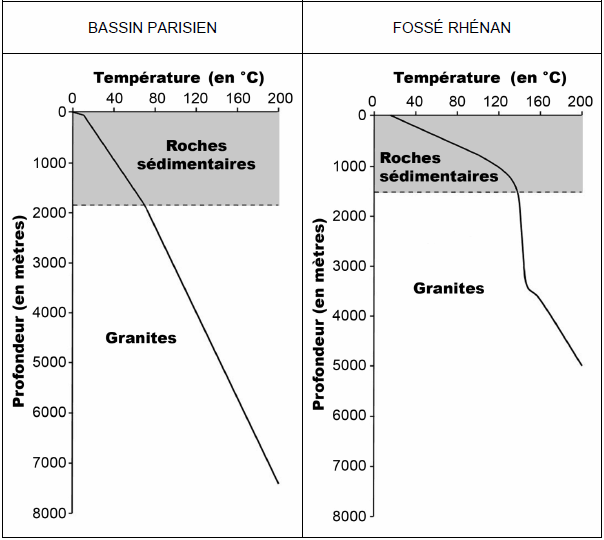 BASSIN PARISIEN
Température (en °C)
0 40 80 120 160 200
0
1000
2000
3000
4000
5000
6000
7000
8000
Profondeur (en mètres)
Roches
sédimentaires
Granites
FOSSÉ RHÉNAN
Température (en °C)
0 40 80 120 160 200
0
1000
2000
3000
4000
5000
6000
7000
8000
Profondeur (en mètres)
Roches
sédimentaires
Granites